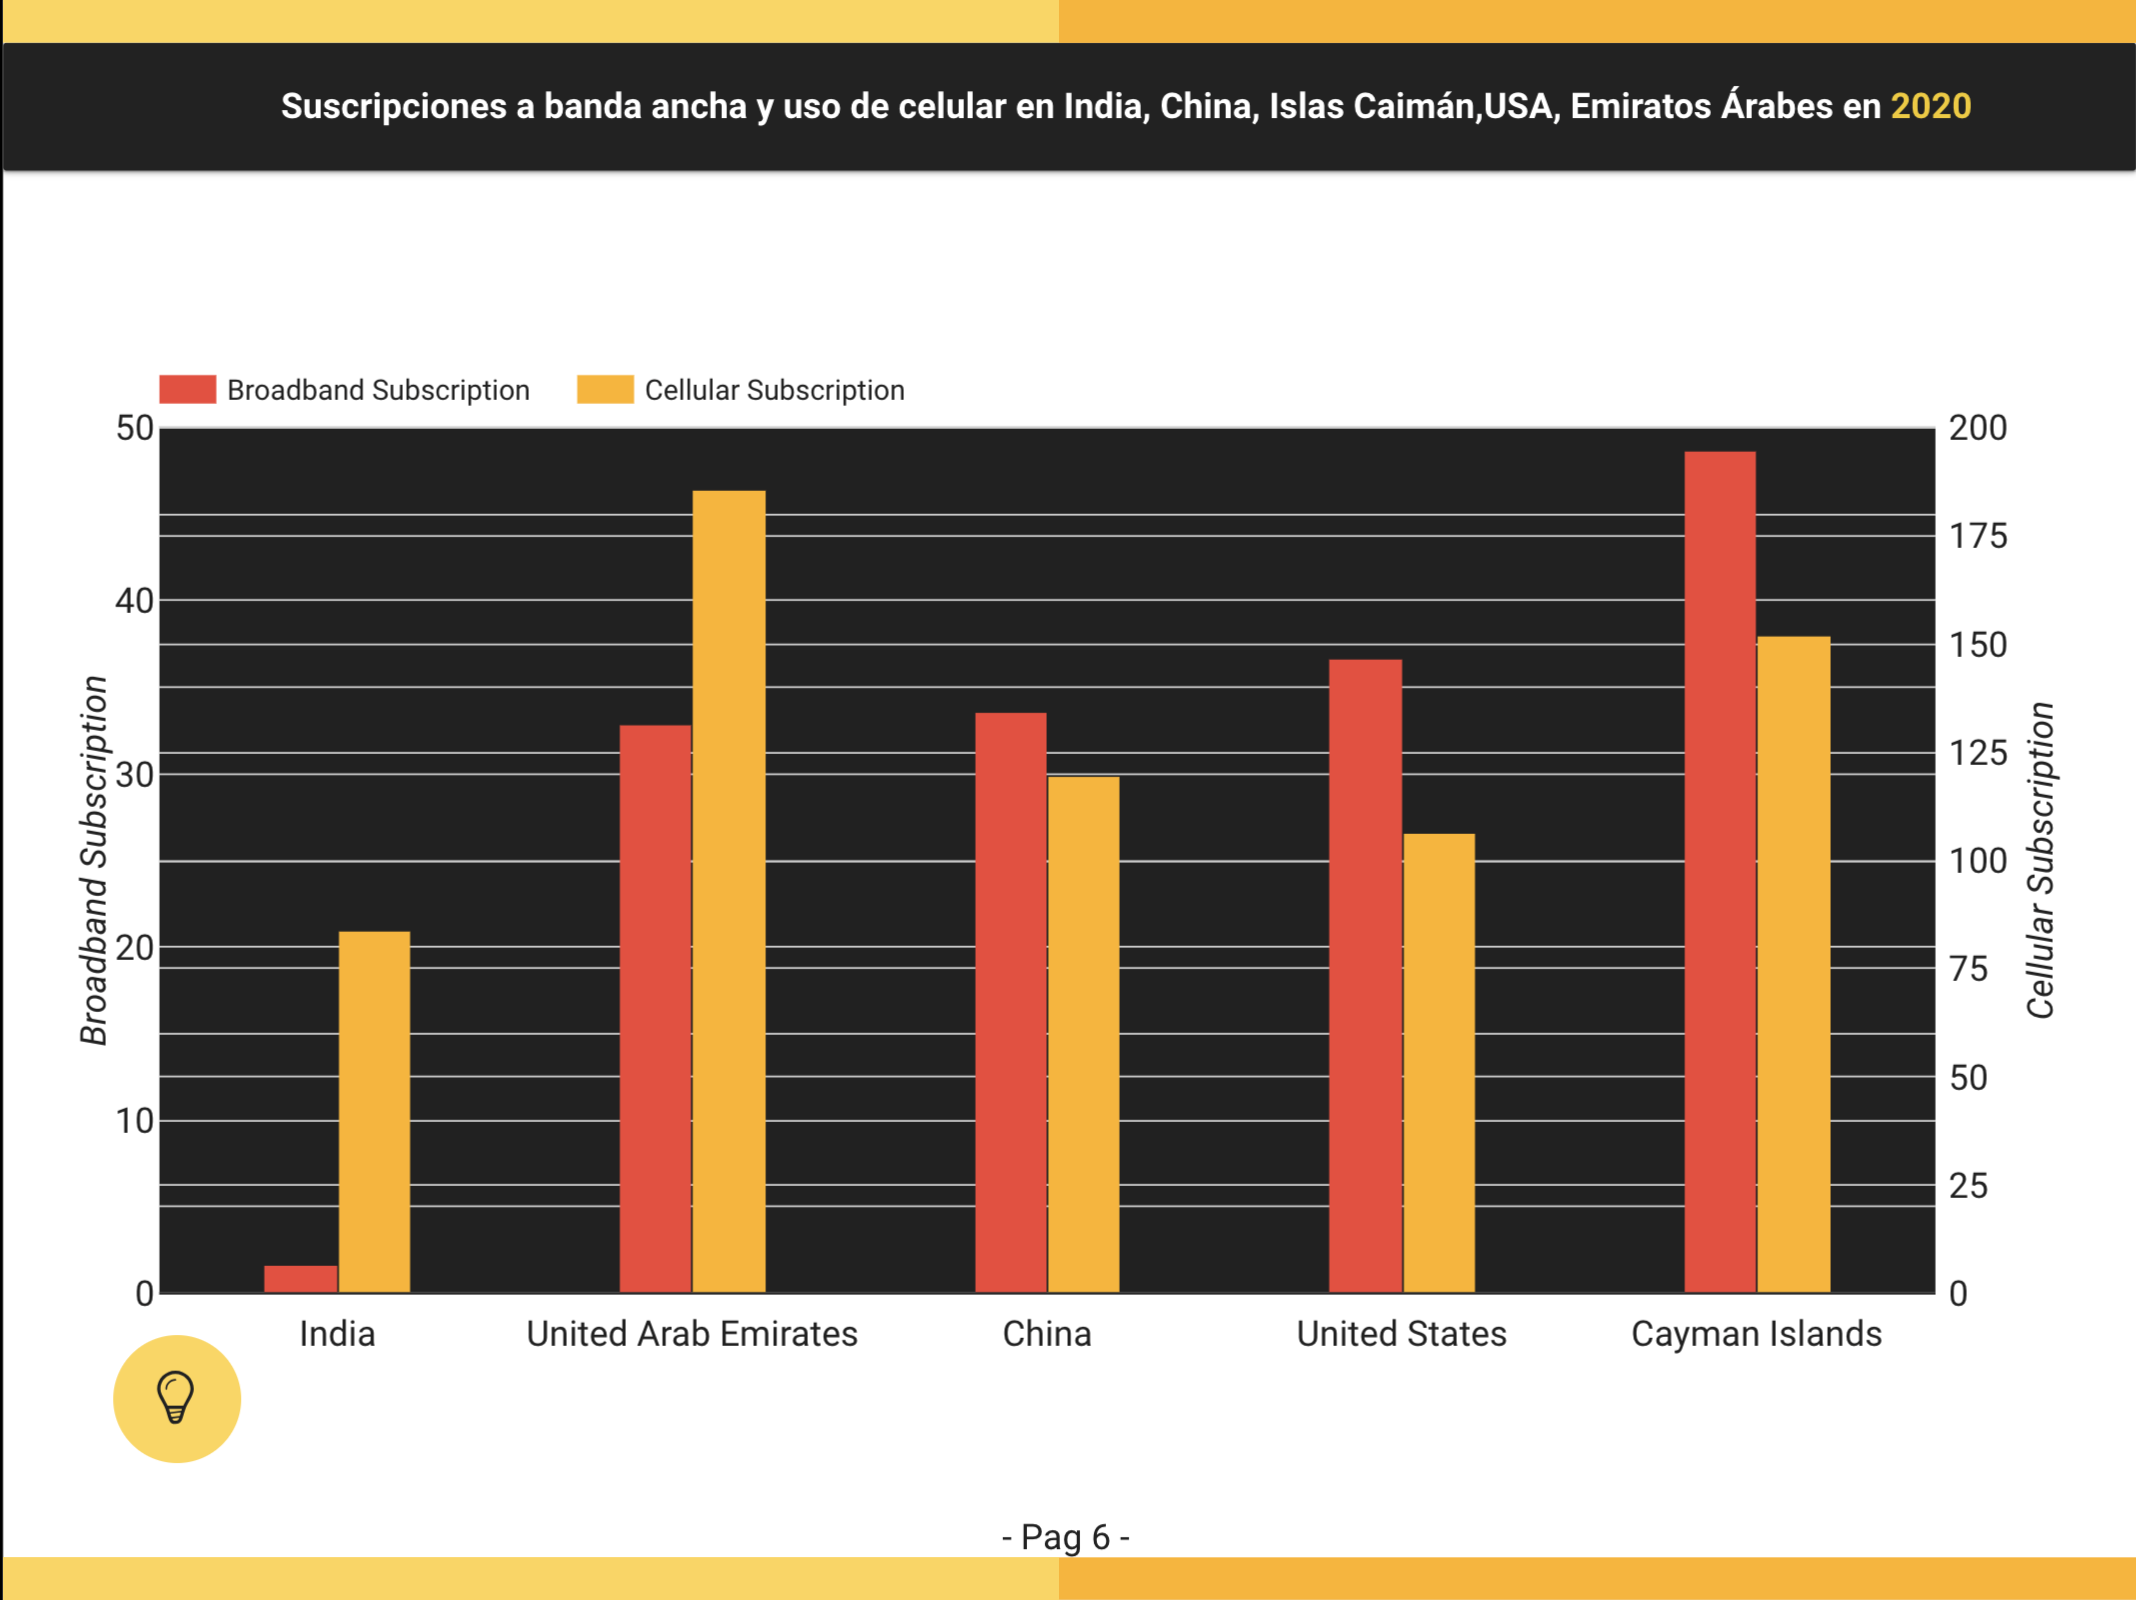 Suscripciones a banda ancha y uso de celular en India, China, Islas Caimán,USA, Emiratos Árabes en 2020
Broadband Subscription
Cellular Subscription
50
40
30
20
10
0
Broadband Subscription
200
175
150
125
100
75
50
25
0
Cellular Subscription
India
United Arab Emirates
China
United States
Cayman Islands
- Pag 6 -